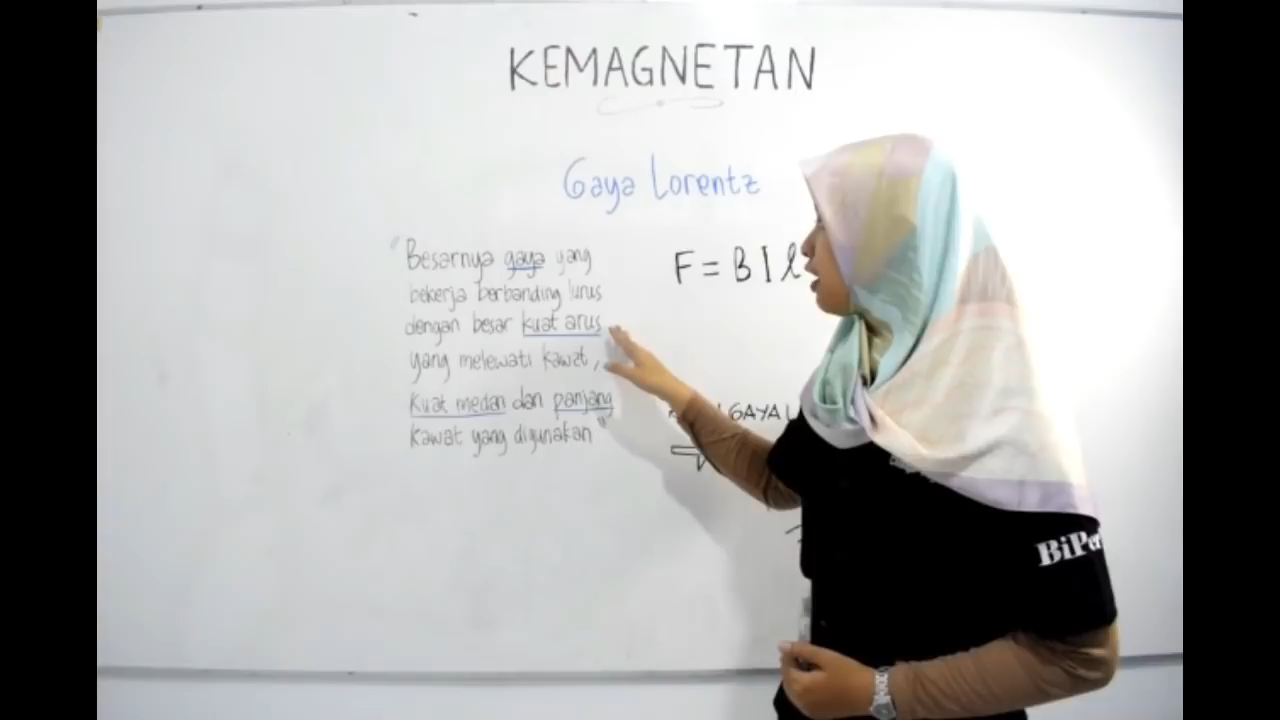 KEMAGNETAN
Gaya Lorentz
"Besarnya gaya yang
bekerja berbanding lurus
dengan besar kuat arus
yang melewati kawat,
kuat medan dan panjang
kawat yang digunakan"
F = B I l
GAYA